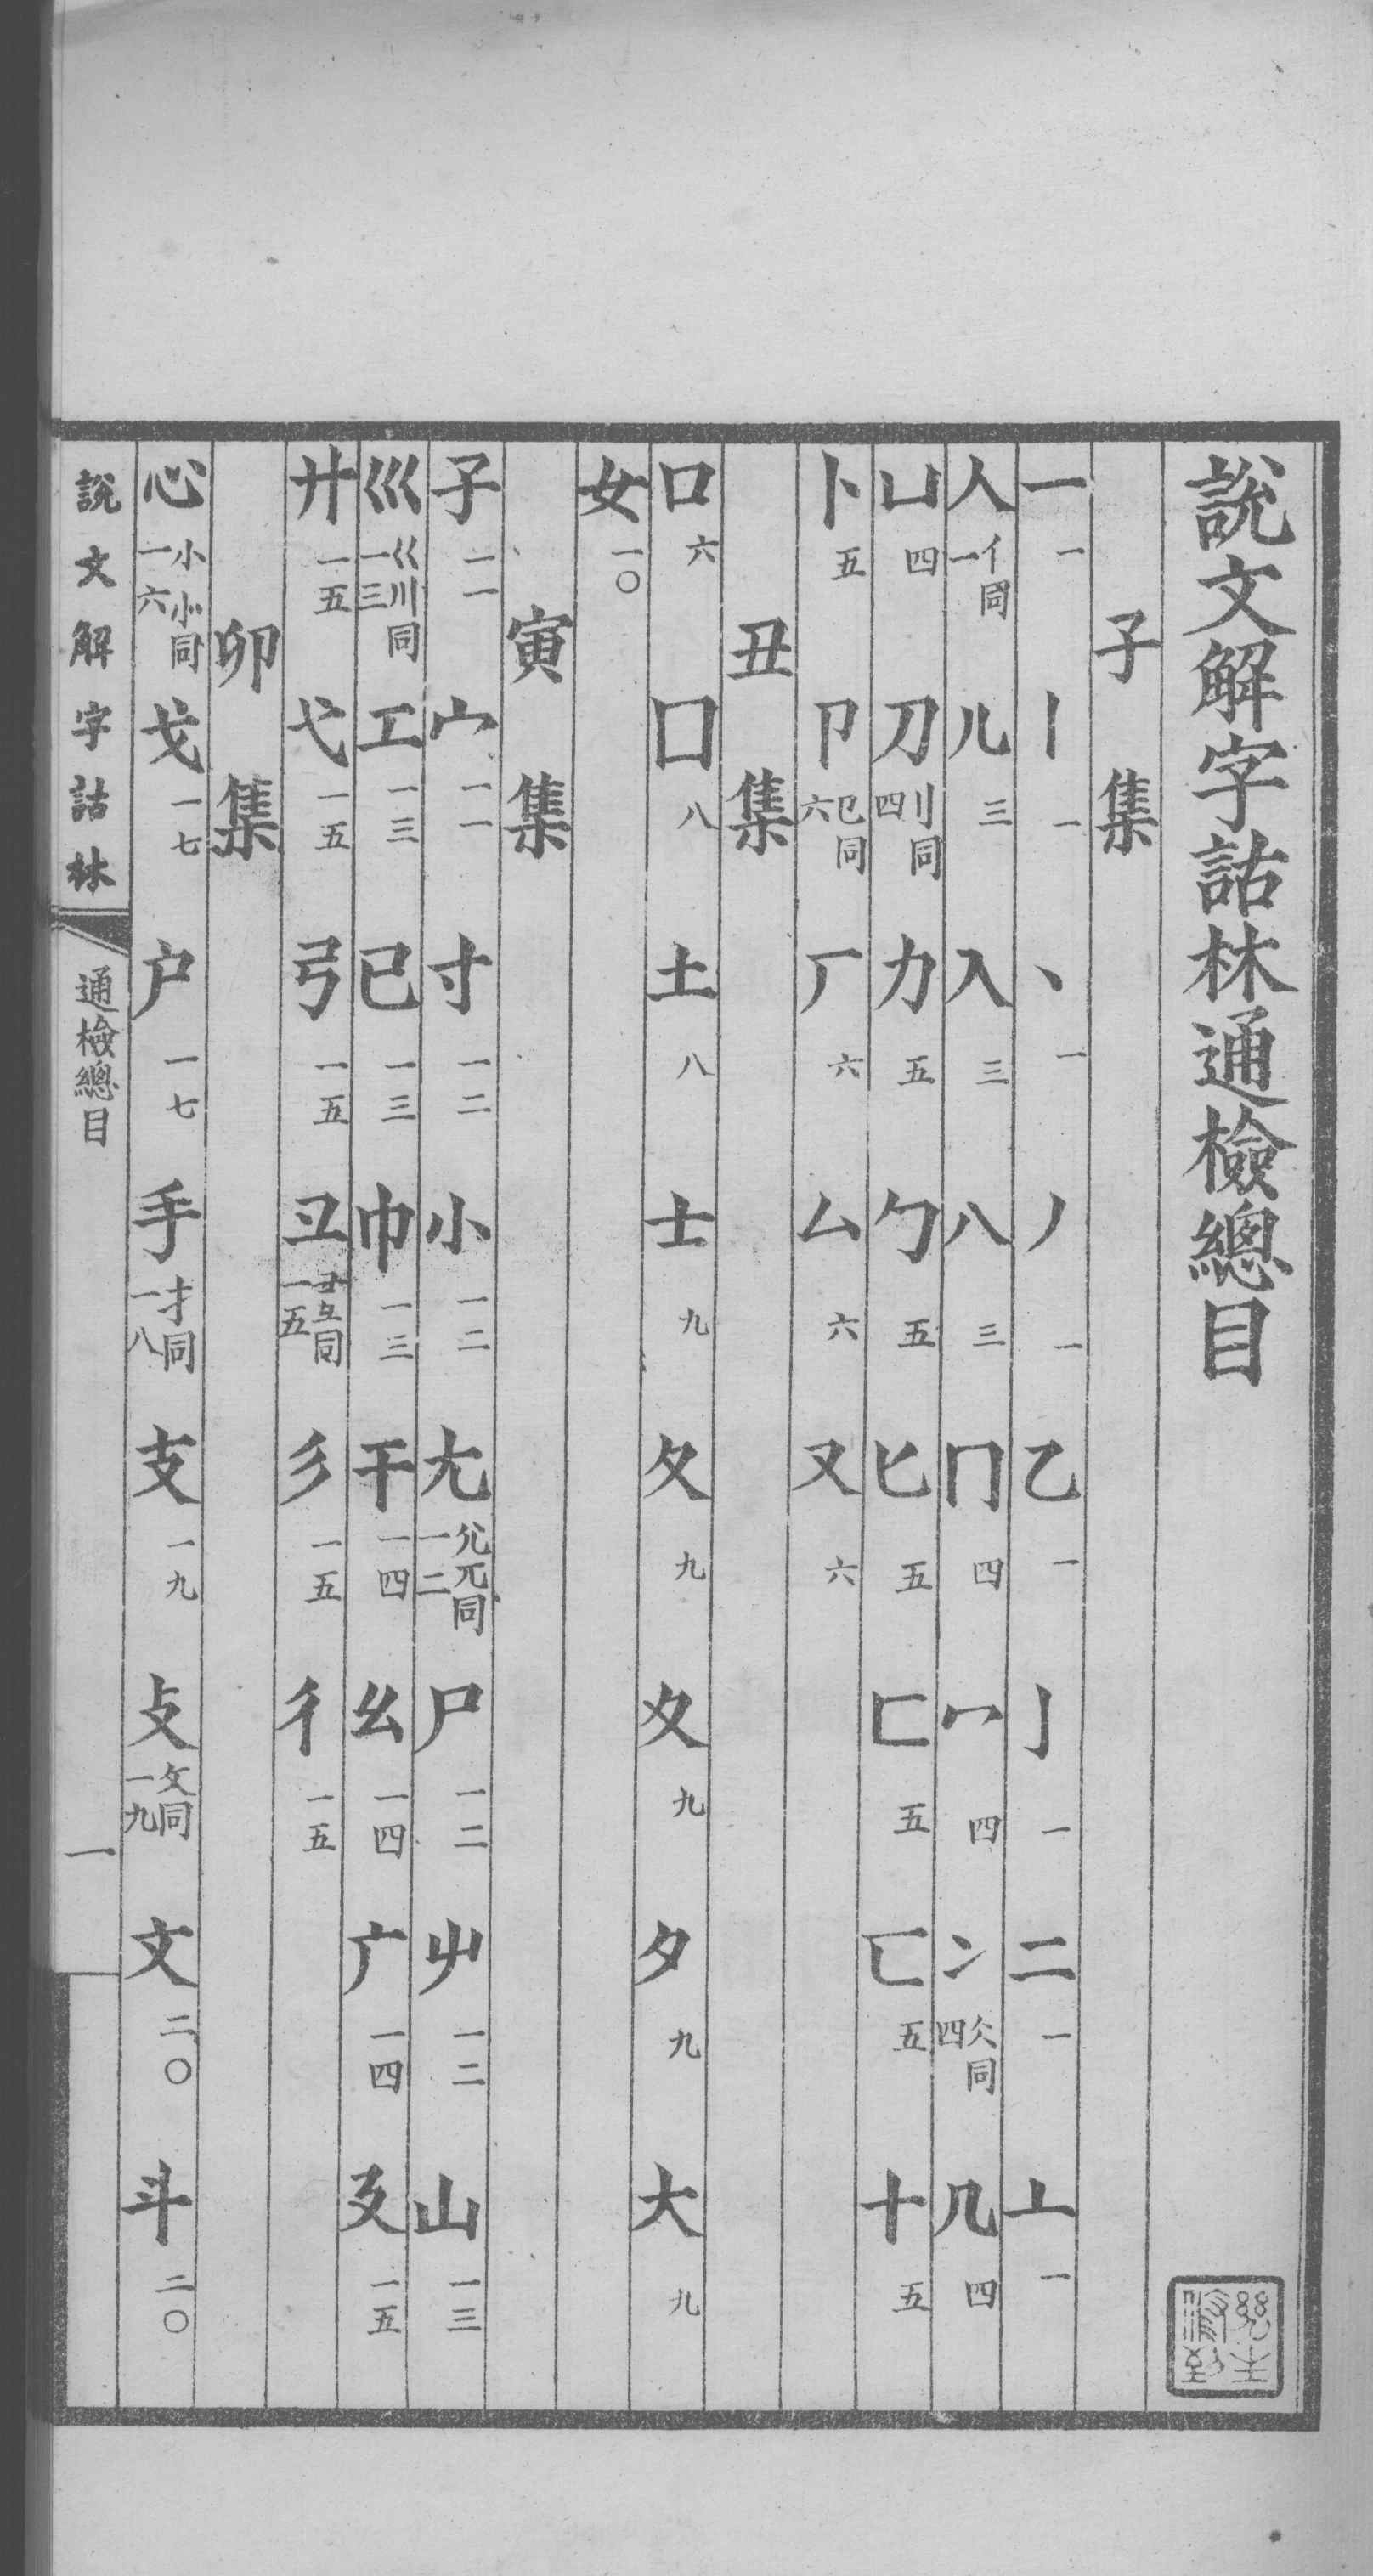 說文解字詁林通檢總目
子集
一 一 丨 一 丶 一 丿 一 乙 一 亅 一 二 一 亠 一
人 亻同 一 儿 三 入 三 八 三 冂 四 冖 四 冫 仌同 四 几 四
凵 四 刀 刂同 四 力 五 勹 五 匕 五 匚 五 匸 五 十 五
卜 五 卩 㔾同 六 厂 六 厶 六 又 六
丑集
口 六 囗 八 土 八 士 九 夂 九 夊 九 夕 九 大 九
女 一〇
寅集
子 一一 宀 一一 寸 一二 小 一二 尢 尣兀同 一二 尸 一二 屮 一二 山 一三
巛 巜川同 一三 工 一三 已 一三 巾 一三 干 一四 幺 一四 广 一四 廴 一五
廾 一五 弋 一五 弓 一五 彐 彑同 一五 彡 一五 彳 一五
卯集
心 小㣺同 一六 戈 一七 户 一七 手 扌同 一八 支 一九 攴 攵同 一九 文 二〇 斗 二〇
說文解字詁林 通檢總目 一